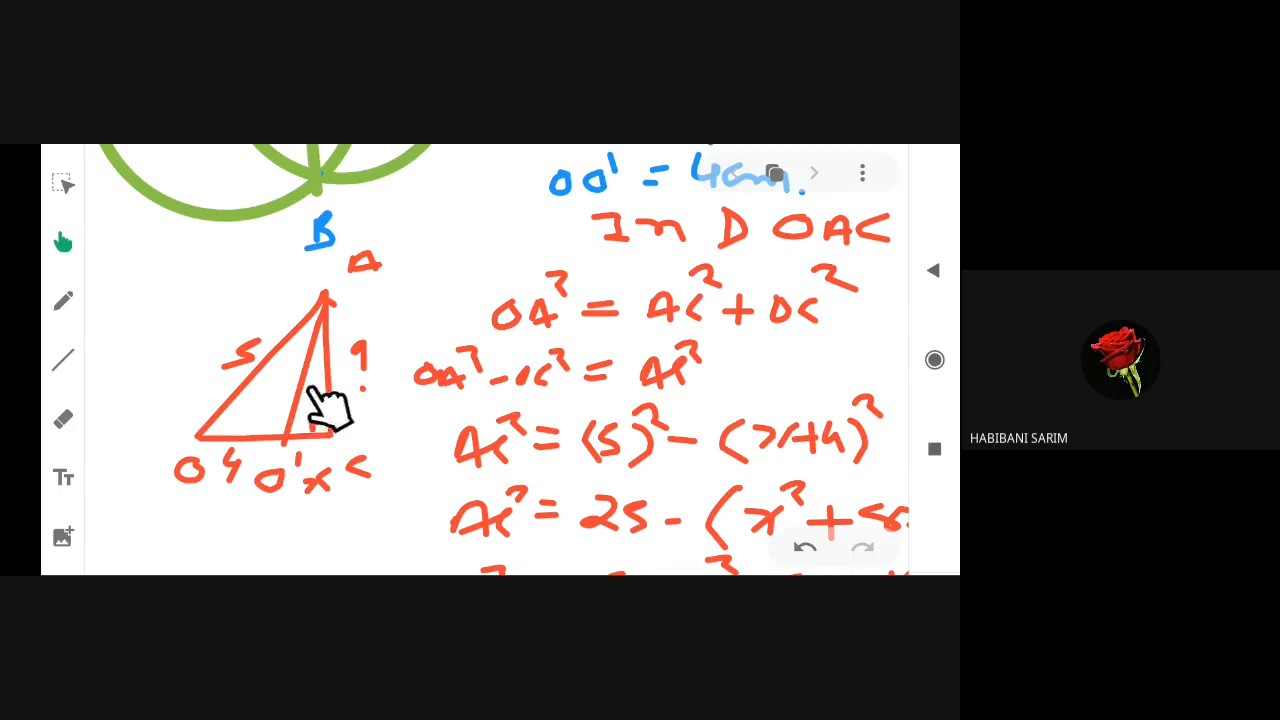 OO' = 4cm.
B
In D OAC
A
OA² = AC² + OC²
5
?
OA² - OC² = AC²
AC² = (5)² - (x+4)²
O 4 O' x C
AC² = 25 - (x² +
HABIBANI SARIM
Tт